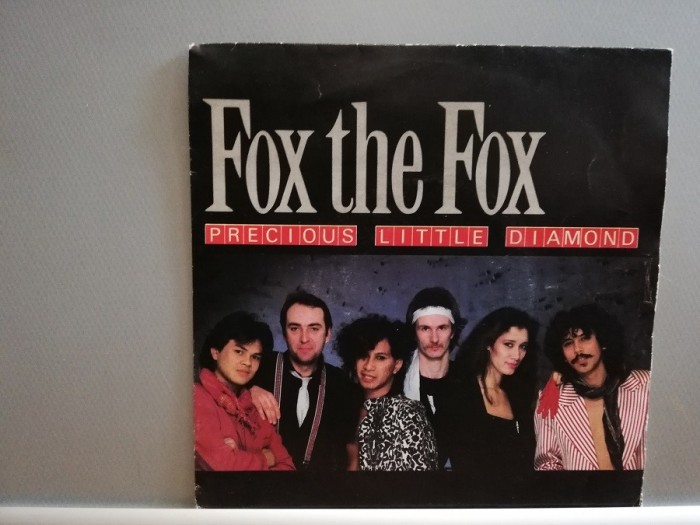 Fox the Fox
PRECIOUS LITTLE DIAMOND